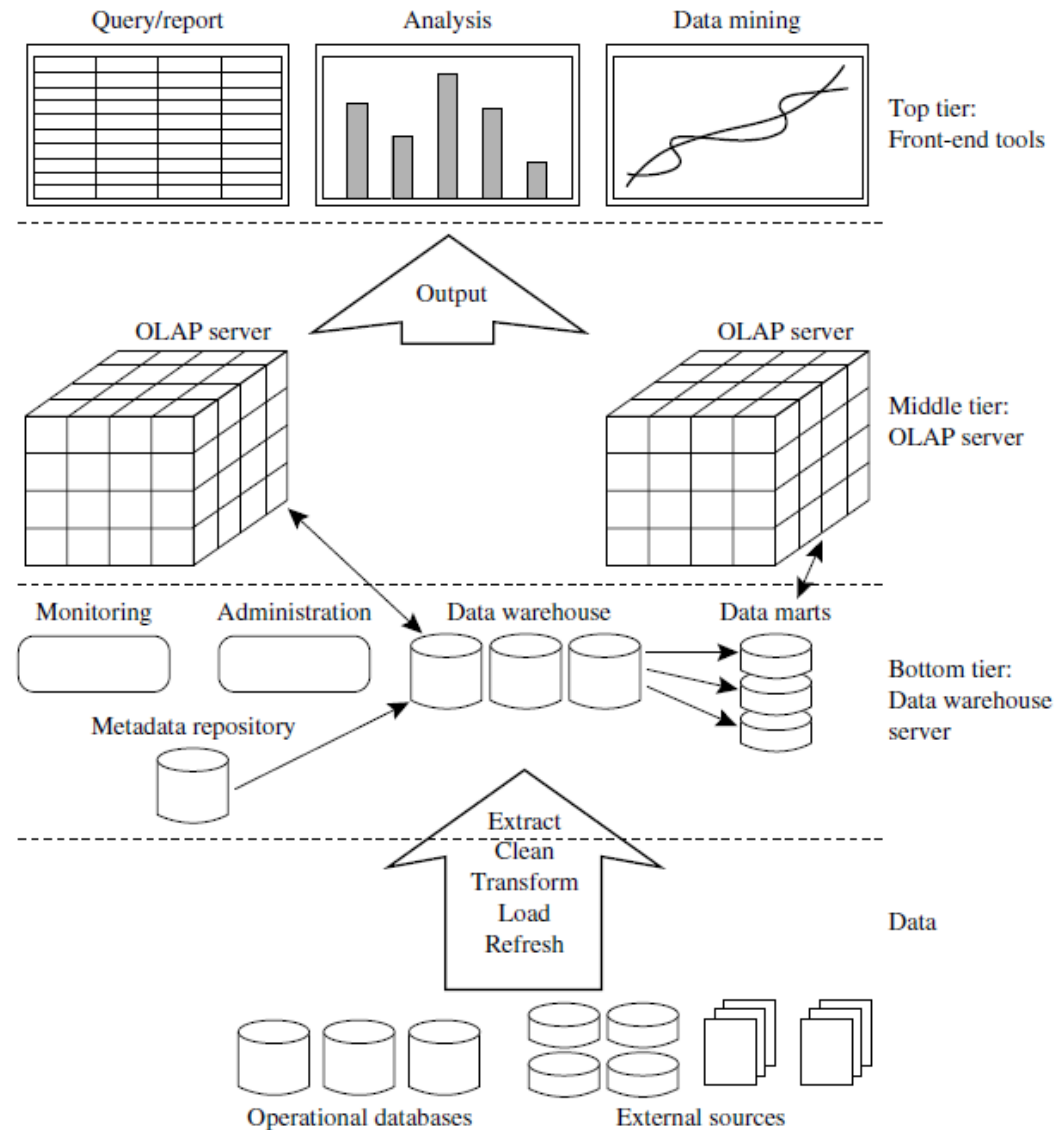 Query/report
Analysis
Data mining
Top tier:
Front-end tools
Output
OLAP server
OLAP server
Middle tier:
OLAP server
Monitoring
Administration
Data warehouse
Data marts
Bottom tier:
Data warehouse
server
Metadata repository
Extract
Clean
Transform
Load
Refresh
Data
Operational databases
External sources